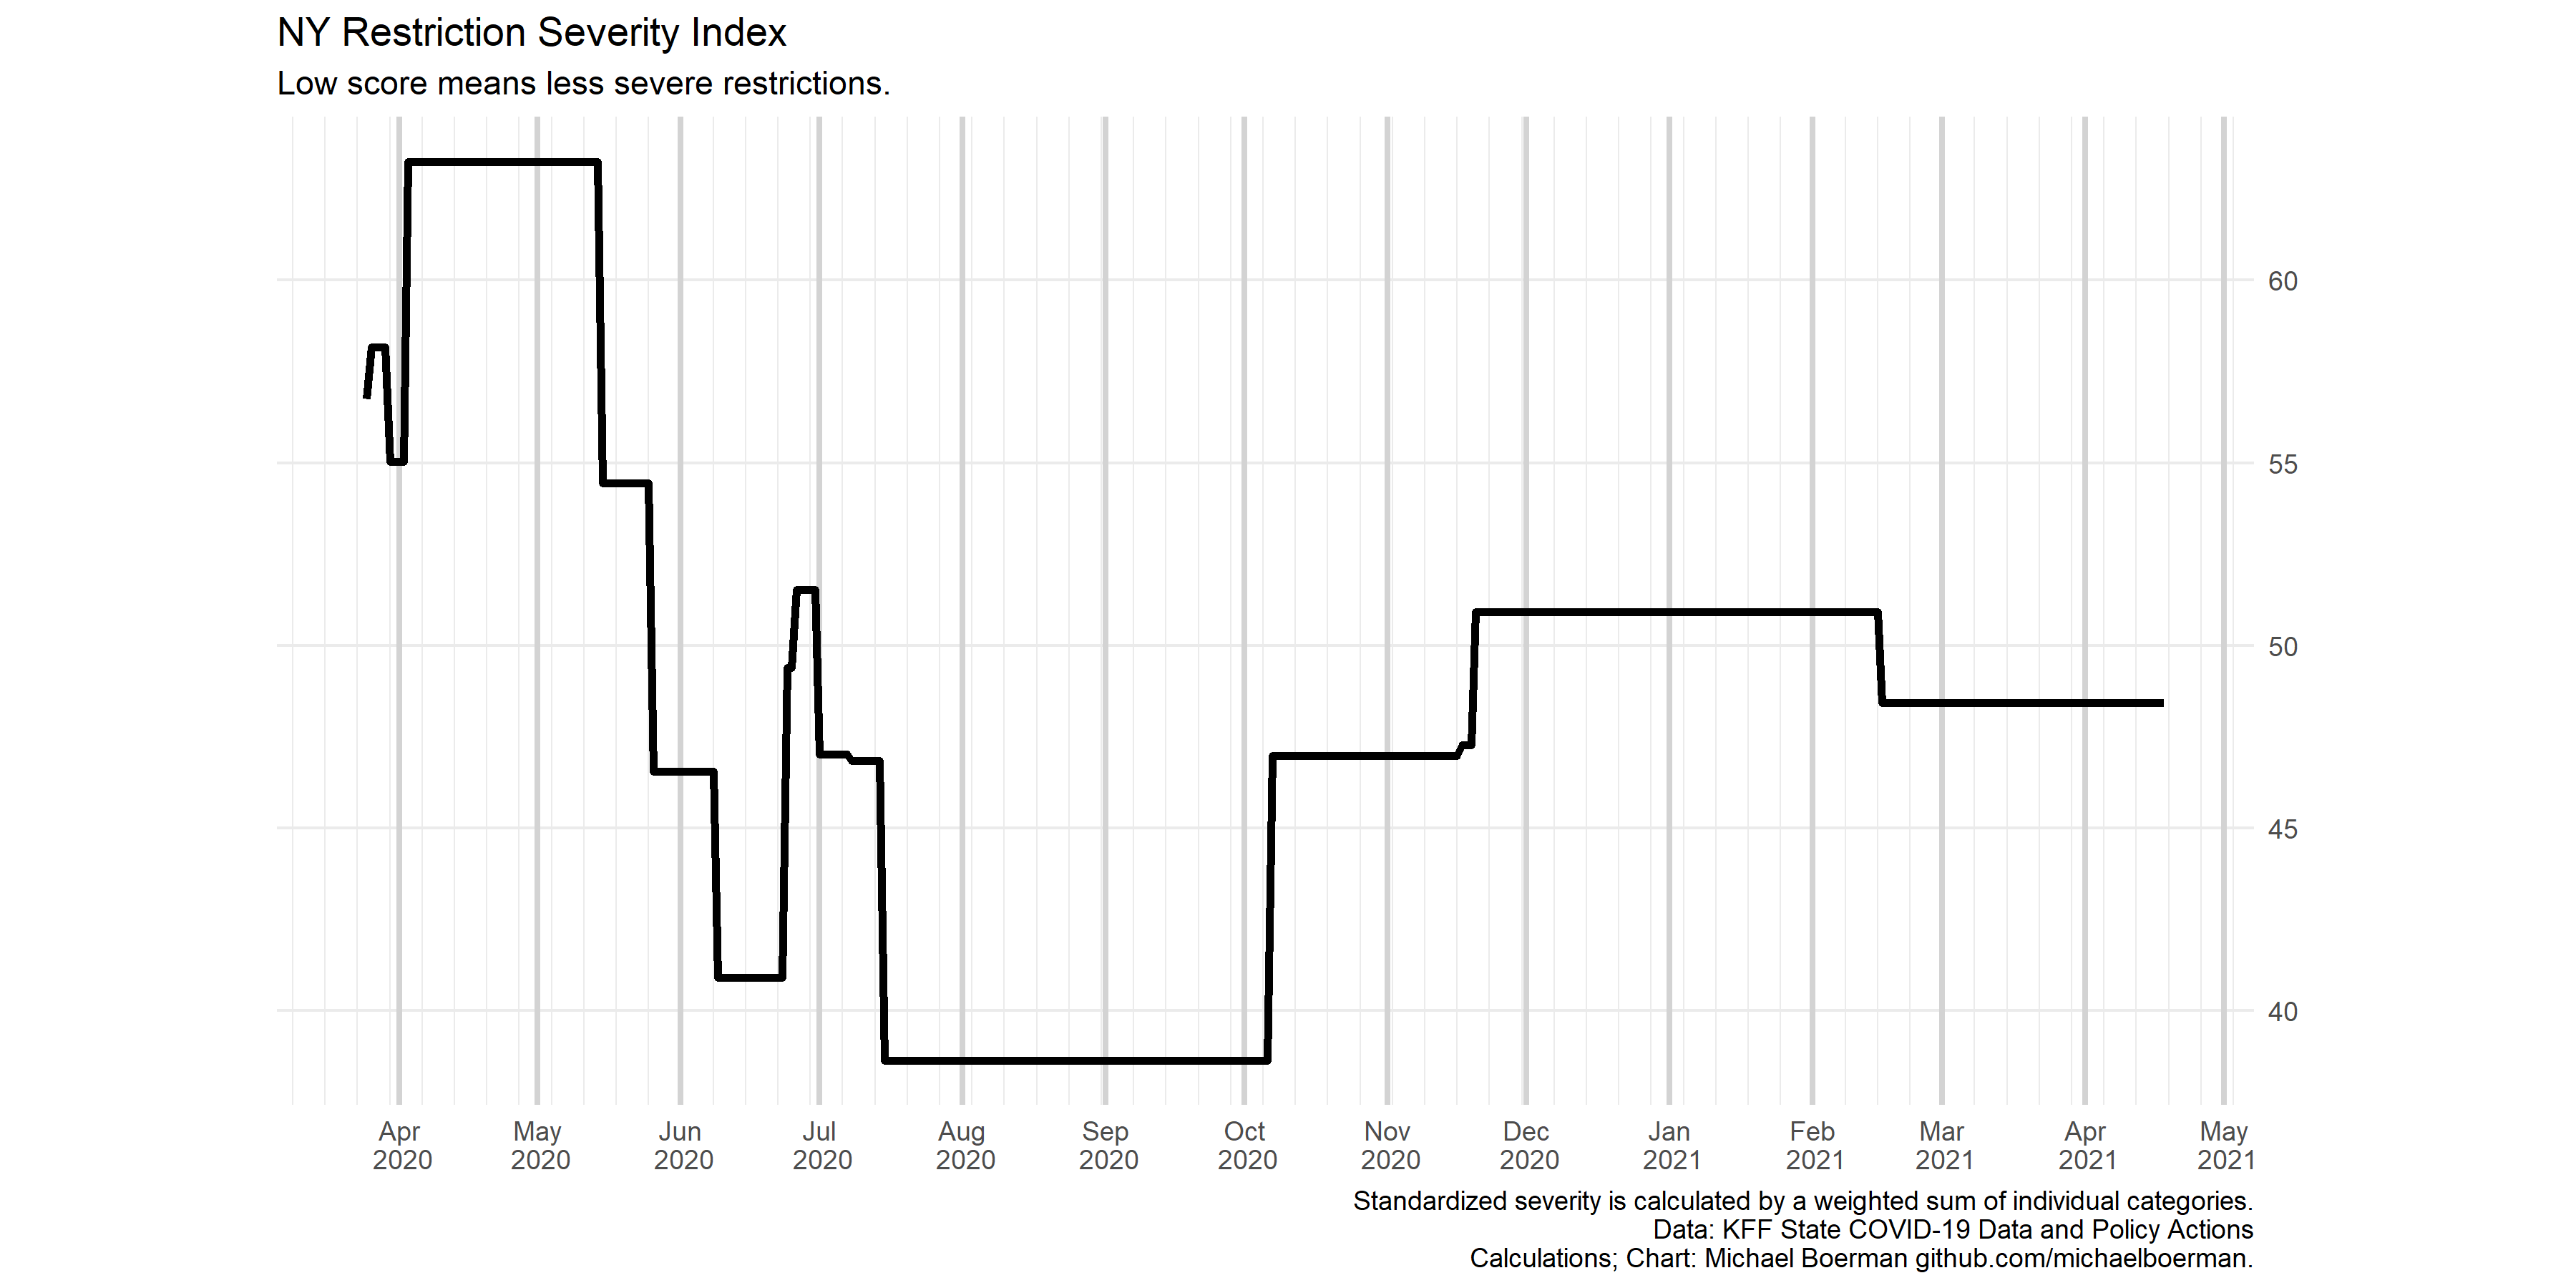 NY Restriction Severity Index
Low score means less severe restrictions.
60
55
50
45
40
Apr May Jun Jul Aug Sep Oct Nov Dec Jan Feb Mar Apr May
2020 2020 2020 2020 2020 2020 2020 2020 2020 2021 2021 2021 2021 2021
Standardized severity is calculated by a weighted sum of individual categories.
Data: KFF State COVID-19 Data and Policy Actions
Calculations; Chart: Michael Boerman github.com/michaelboerman.